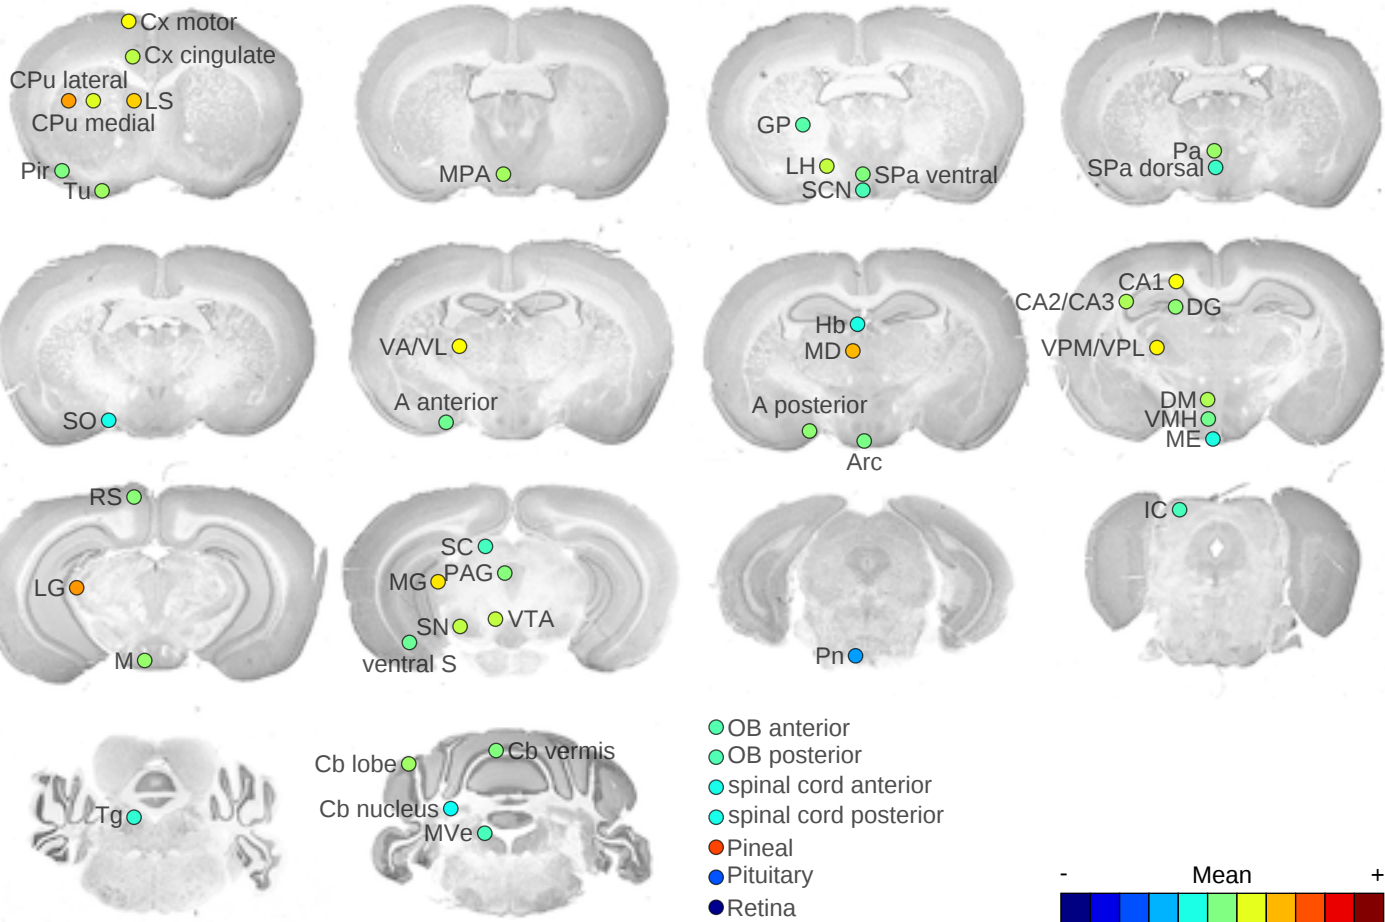 Cx motor
Cx cingulate
CPu lateral
LS
CPu medial
Pir
Tu
MPA
GP
LH
SPa ventral
SCN
Pa
SPa dorsal
SO
VA/VL
A anterior
Hb
MD
A posterior
Arc
CA1
CA2/CA3
DG
VPM/VPL
DM
VMH
ME
RS
LG
M
SC
PAG
MG
VTA
SN
ventral S
Pn
IC
Tg
Cb vermis
Cb lobe
Cb nucleus
MVe
OB anterior
OB posterior
spinal cord anterior
spinal cord posterior
Pineal
Pituitary
Retina
- Mean +